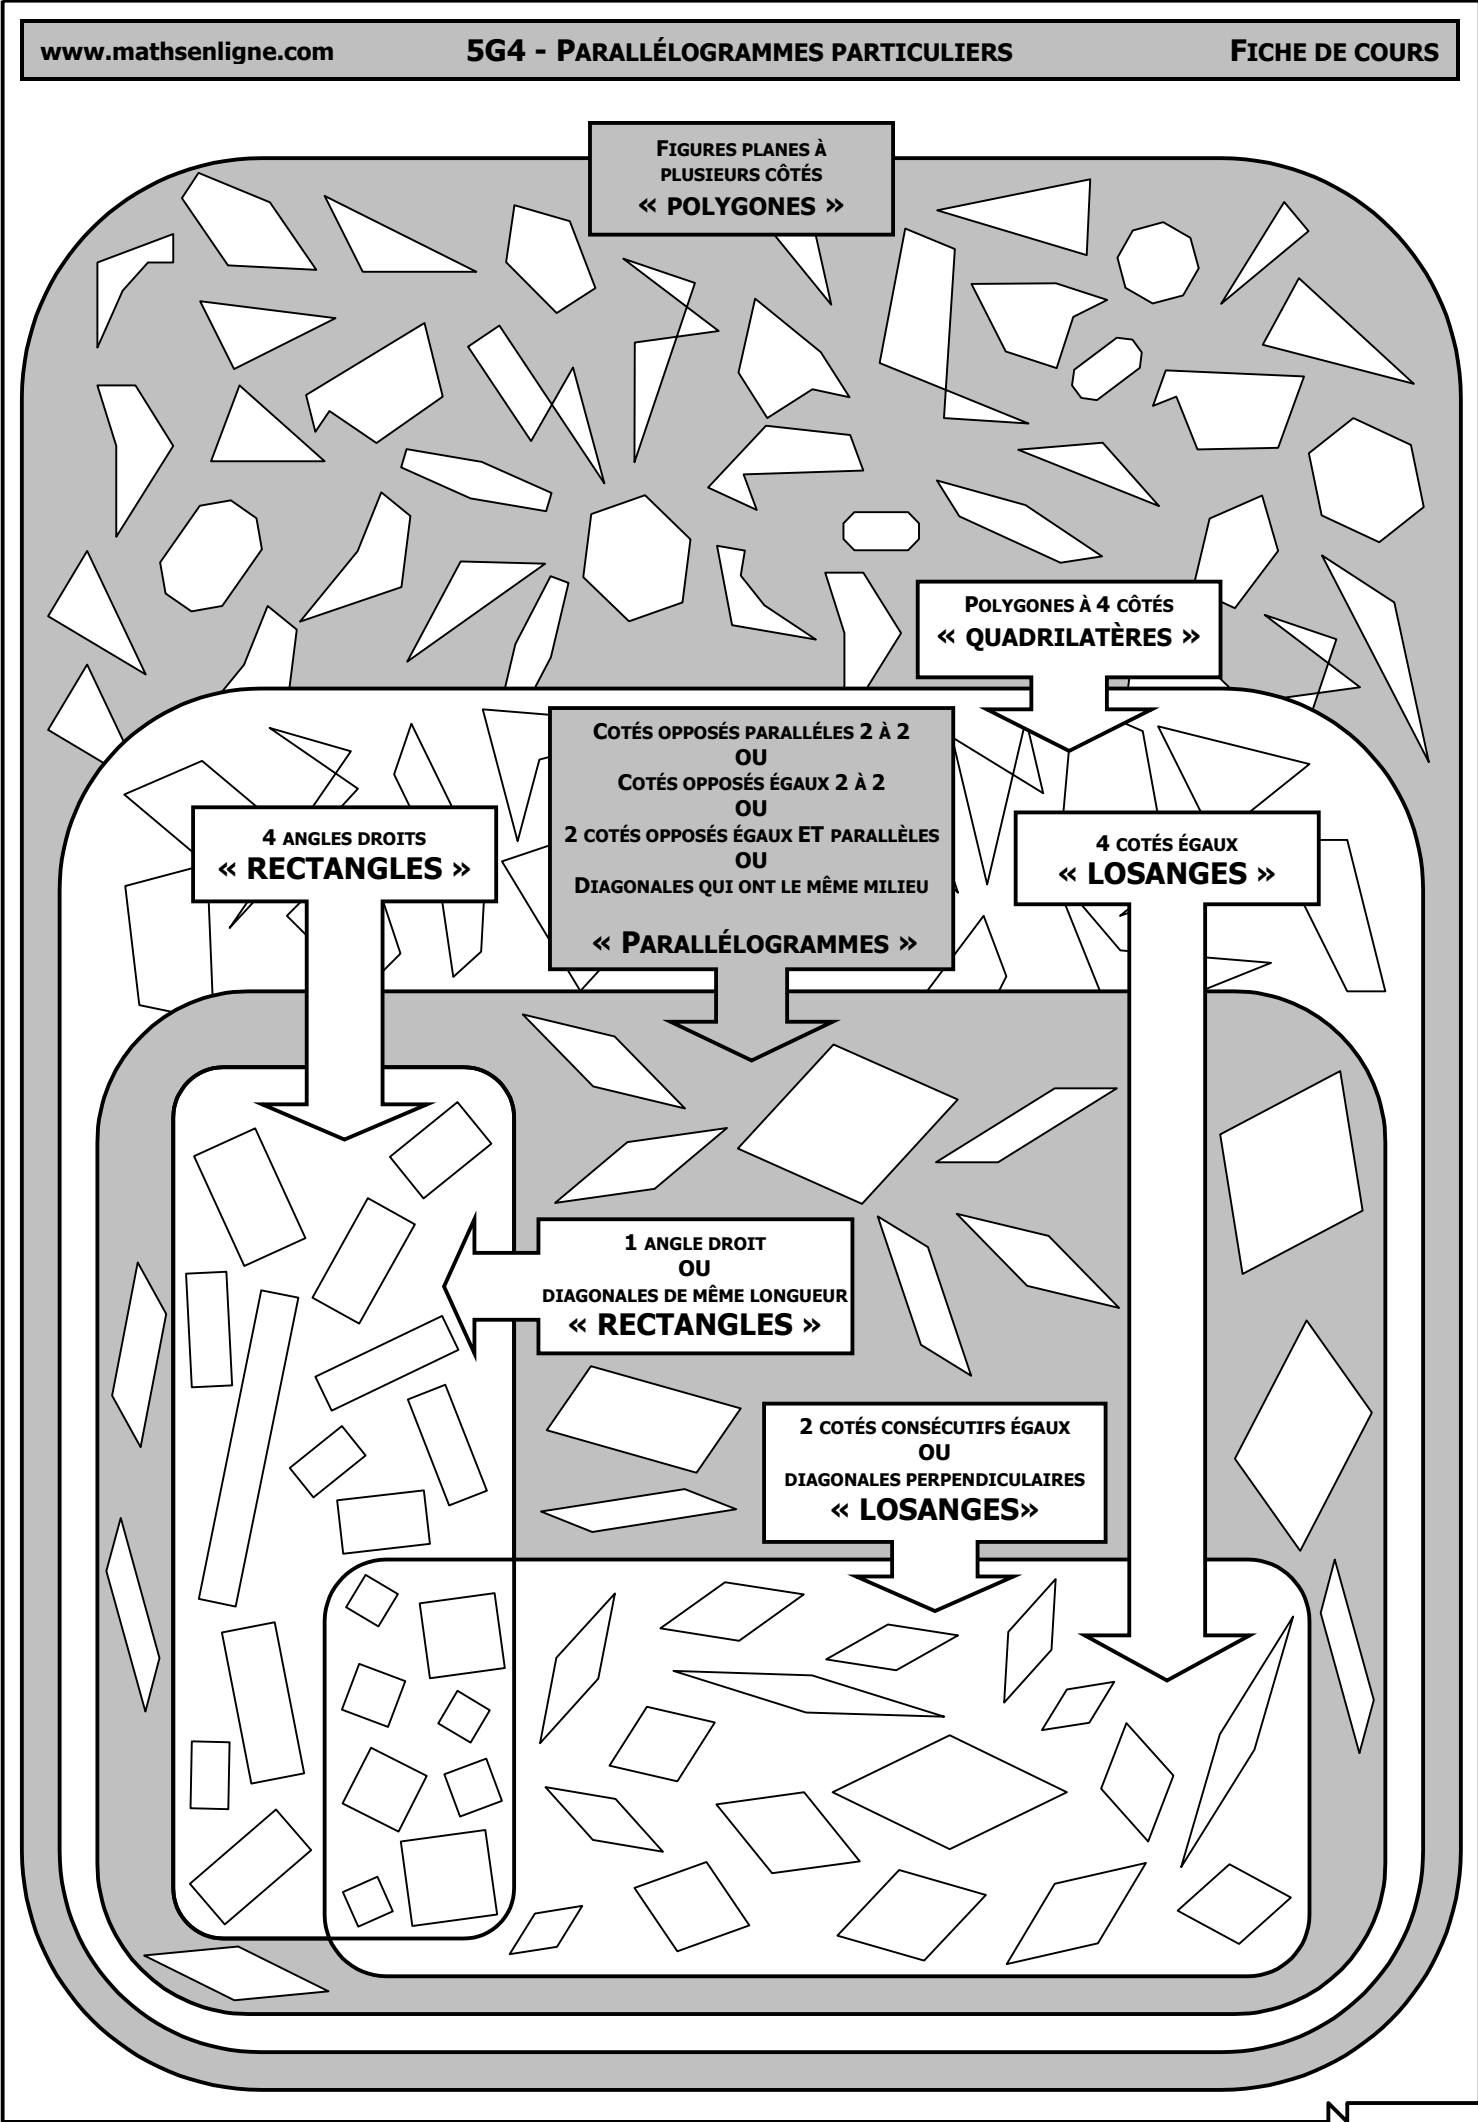 www.mathsenligne.com 5G4 - PARALLÉLOGRAMMES PARTICULIERS FICHE DE COURS
FIGURES PLANES À
PLUSIEURS CÔTÉS
« POLYGONES »
POLYGONES À 4 CÔTÉS
« QUADRILATÈRES »
COTÉS OPPOSÉS PARALLÉLES 2 À 2
OU
COTÉS OPPOSÉS ÉGAUX 2 À 2
OU
2 COTÉS OPPOSÉS ÉGAUX ET PARALLÈLES
OU
DIAGONALES QUI ONT LE MÊME MILIEU
« PARALLÉLOGRAMMES »
4 ANGLES DROITS
« RECTANGLES »
4 COTÉS ÉGAUX
« LOSANGES »
1 ANGLE DROIT
OU
DIAGONALES DE MÊME LONGUEUR
« RECTANGLES »
2 COTÉS CONSÉCUTIFS ÉGAUX
OU
DIAGONALES PERPENDICULAIRES
« LOSANGES»